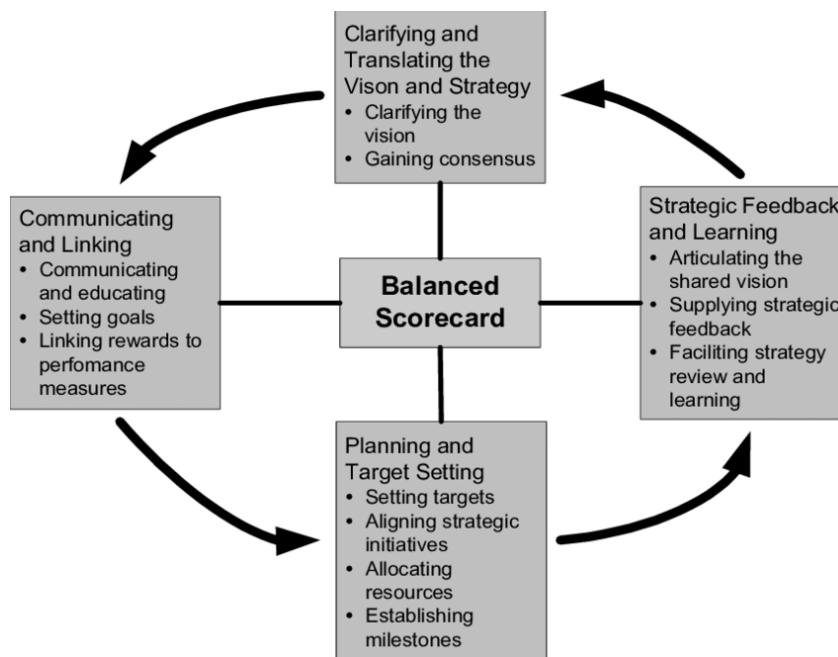 Clarifying and
Translating the
Vison and Strategy
• Clarifying the
vision
• Gaining consensus
Communicating
and Linking
• Communicating
and educating
• Setting goals
• Linking rewards to
perfomance
measures
Balanced
Scorecard
Strategic Feedback
and Learning
• Articulating the
shared vision
• Supplying strategic
feedback
• Faciliting strategy
review and
learning
Planning and
Target Setting
• Setting targets
• Aligning strategic
initiatives
• Allocating
resources
• Establishing
milestones